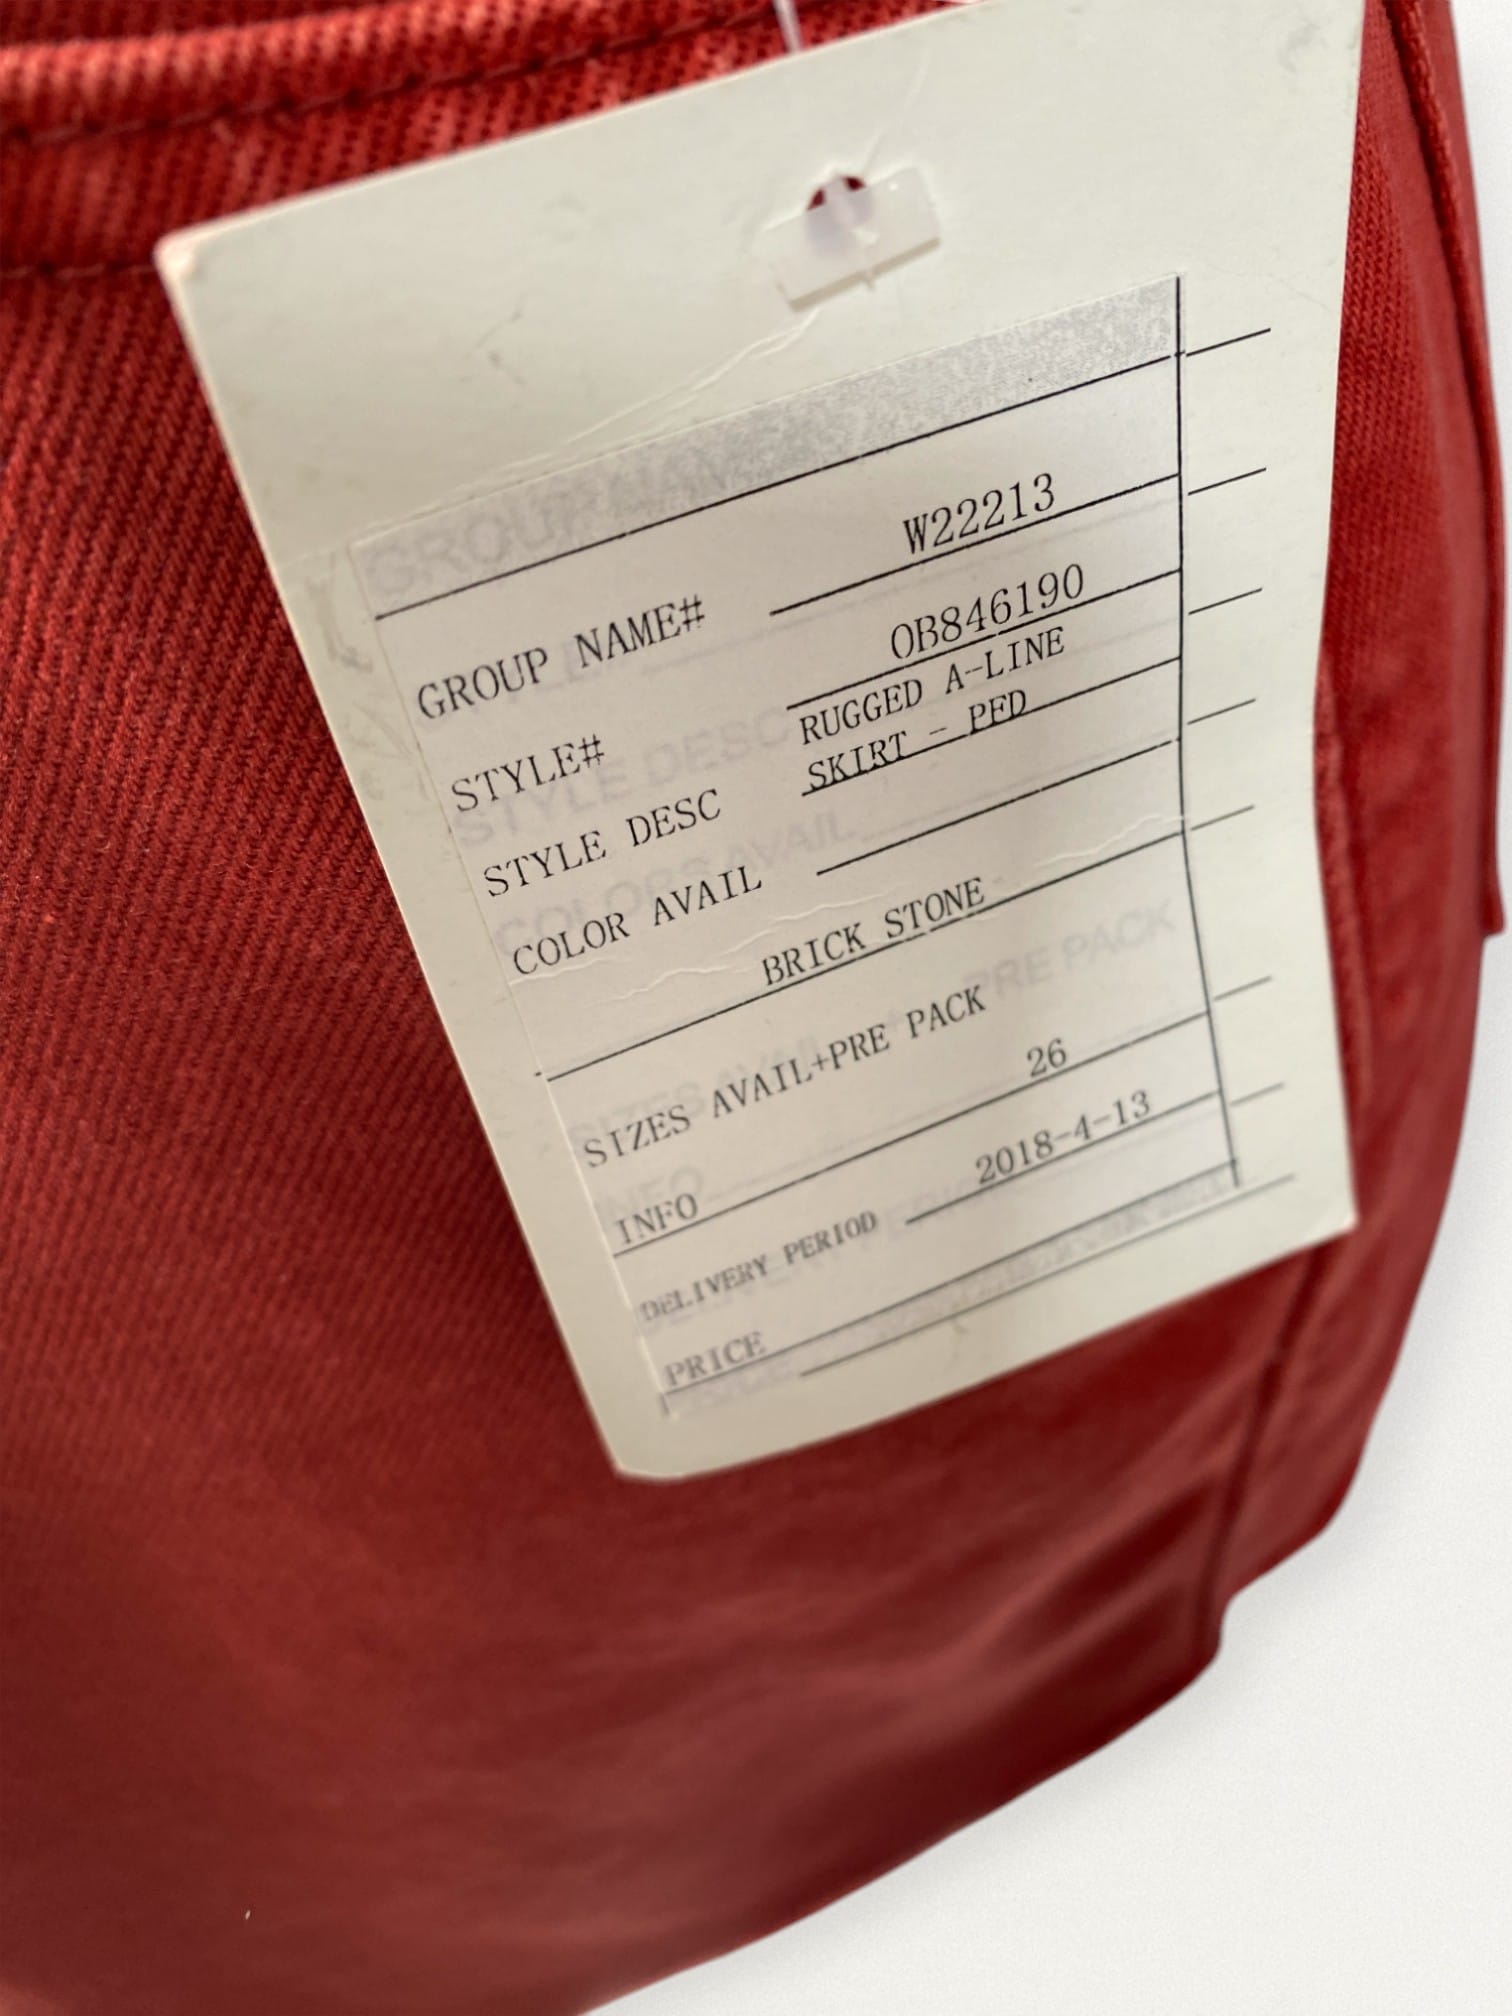 GROUP NAME# W22213
STYLE# OB846190
STYLE DESC RUGGED A-LINE
SKIRT - PFD
COLOR AVAIL
BRICK STONE
SIZES AVAIL+PRE PACK
INFO 26
DELIVERY PERIOD 2018-4-13
PRICE